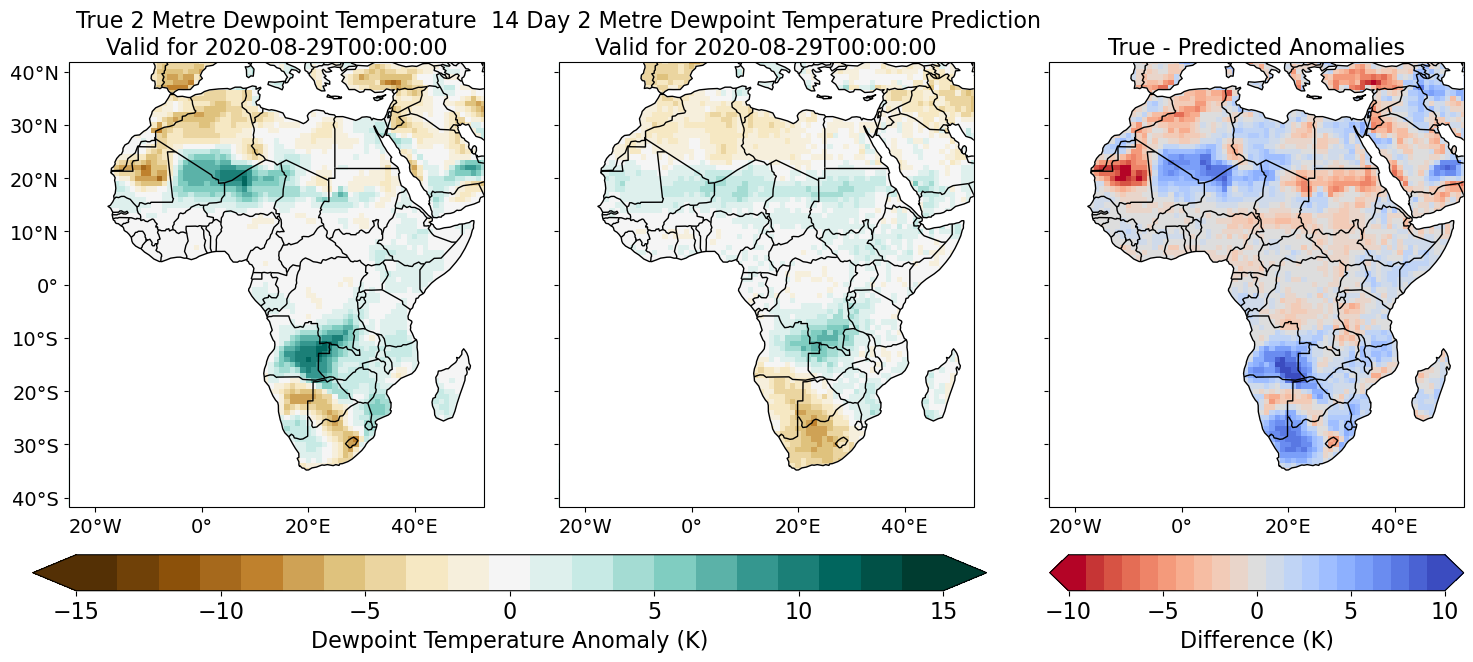 True 2 Metre Dewpoint Temperature
Valid for 2020-08-29T00:00:00
14 Day 2 Metre Dewpoint Temperature Prediction
Valid for 2020-08-29T00:00:00
True - Predicted Anomalies
40°N
30°N
20°N
10°N
0°
10°S
20°S
30°S
40°S
20°W 0° 20°E 40°E
20°W 0° 20°E 40°E
20°W 0° 20°E 40°E
−15 −10 −5 0 5 10 15
Dewpoint Temperature Anomaly (K)
−10 −5 0 5 10
Difference (K)